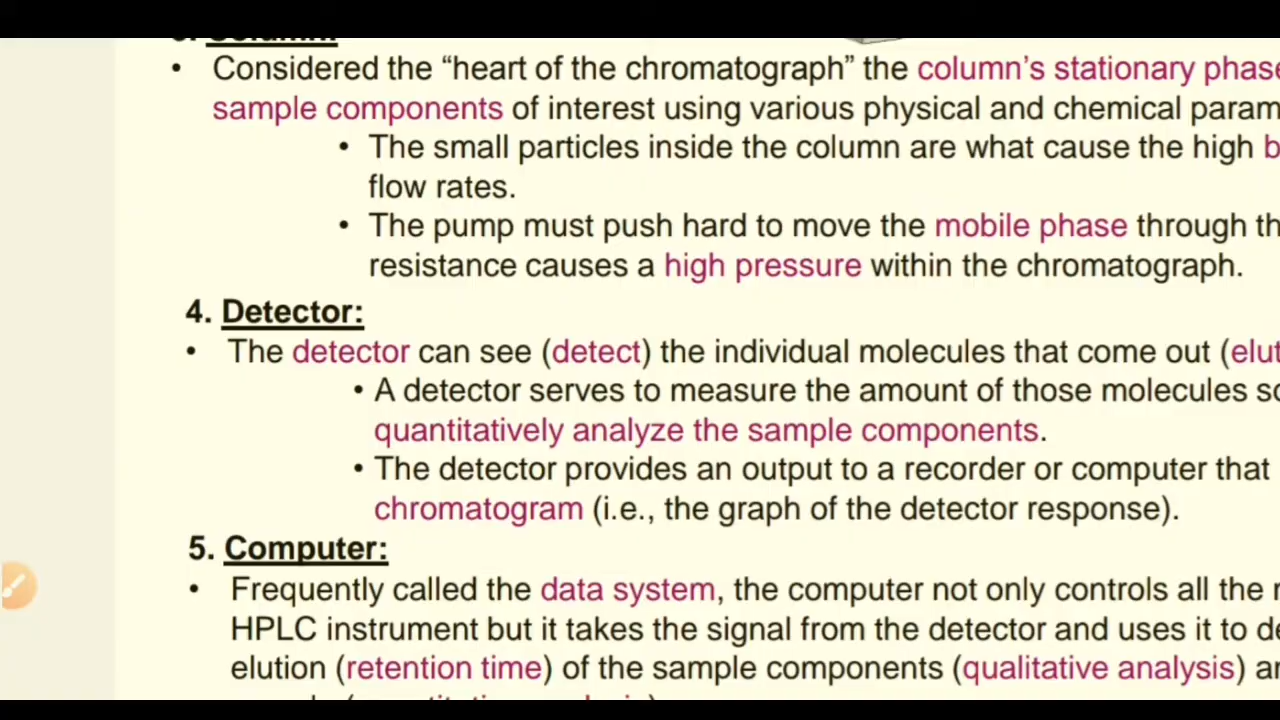 3. Column:
• Considered the “heart of the chromatograph” the column’s stationary phase
sample components of interest using various physical and chemical param
• The small particles inside the column are what cause the high b
flow rates.
• The pump must push hard to move the mobile phase through th
resistance causes a high pressure within the chromatograph.
4. Detector:
• The detector can see (detect) the individual molecules that come out (elut
• A detector serves to measure the amount of those molecules so
quantitatively analyze the sample components.
• The detector provides an output to a recorder or computer that
chromatogram (i.e., the graph of the detector response).
5. Computer:
• Frequently called the data system, the computer not only controls all the
HPLC instrument but it takes the signal from the detector and uses it to de
elution (retention time) of the sample components (qualitative analysis) an